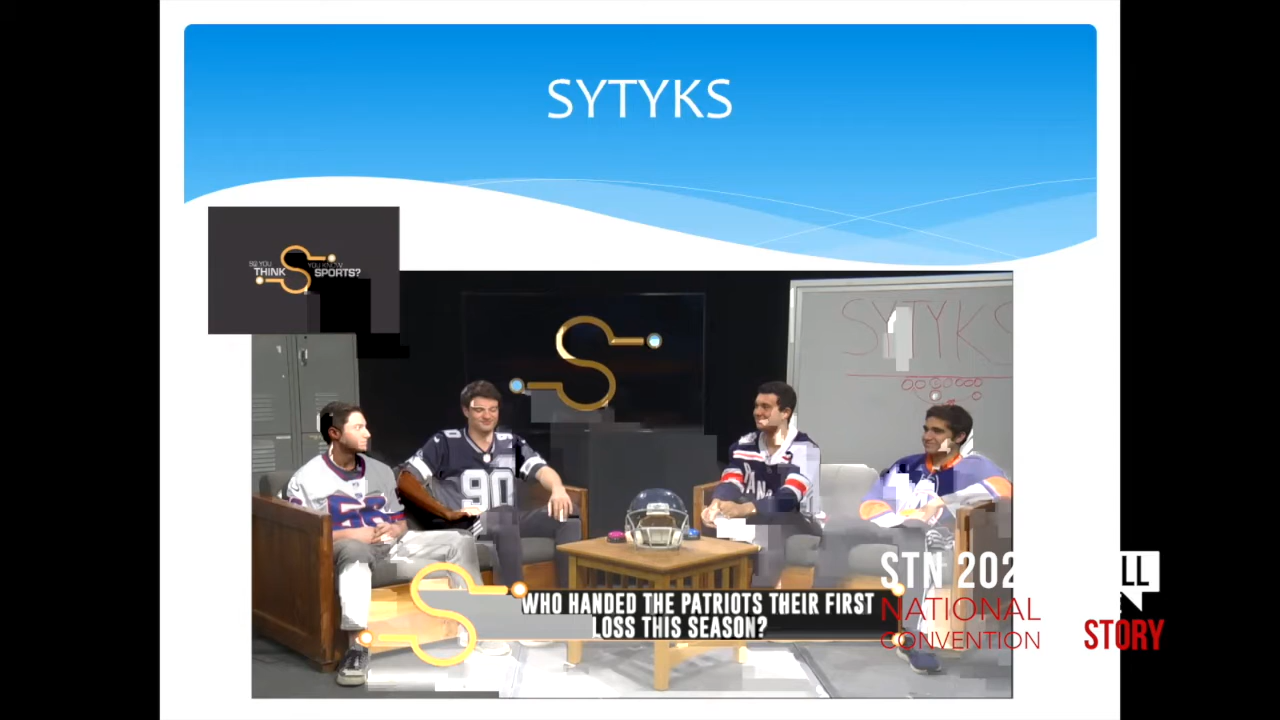 SYTYKS
SO YOU
THINK
YOU KNOW
SPORTS?
SYTYKS
90
WHO HANDED THE PATRIOTS THEIR FIRST
LOSS THIS SEASON?
STN 202
NATIONAL
CONVENTION
LL
STORY